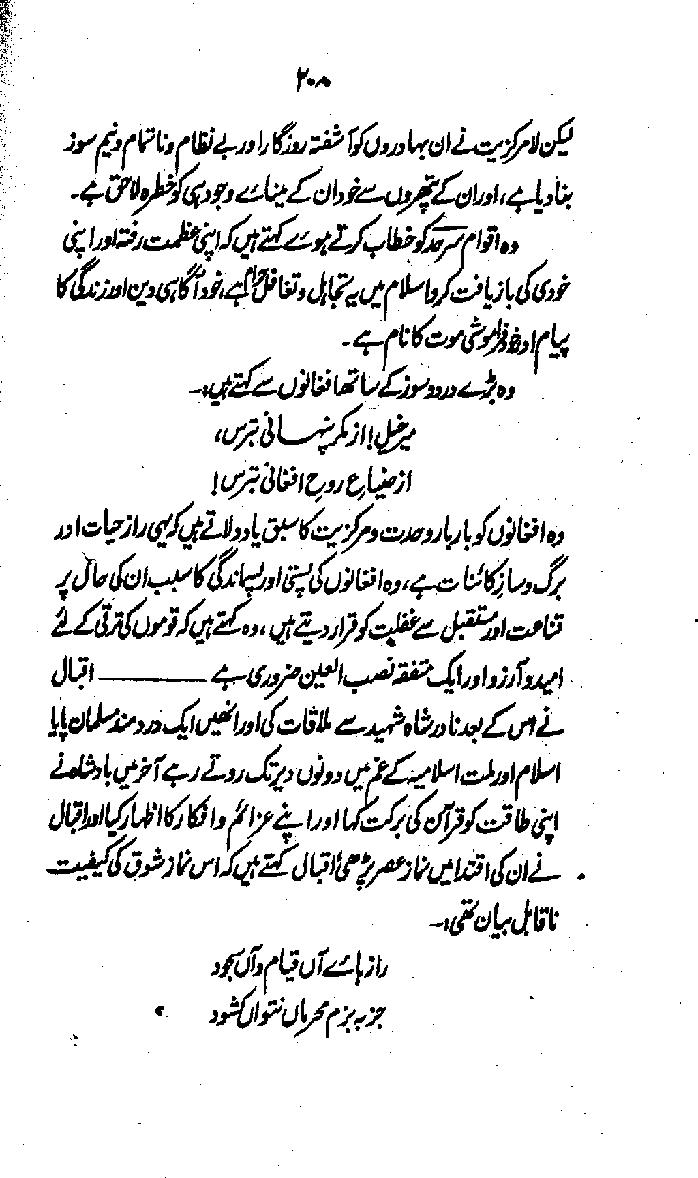 ۲۰۸
لیکن لامرکزیت نے ان بہادروں کو آشفتہ روزگار اور بے نظام و ناتمام و نیم سوز
بنا دیا ہے، اور ان کے پتھروں سے خود ان کے مینائے وجود ہی کو خطرہ لاحق ہے۔
وہ اقوام سرحد کو خطاب کرتے ہوئے کہتے ہیں کہ اپنی عظمت رفتہ اور اپنی
خودی کی بازیافت کرو اسلام میں یہ تجاہل و تغافل حرام ہے، خود آگاہی دین اور زندگی کا
پیام اور خود فراموشی موت کا نام ہے۔
وہ بڑے درد و سوز کے ساتھ افغانوں سے کہتے ہیں:۔
میر خیل! از مکر پنہانی بترس،
از ضیاع روح افغانی بترس!
وہ افغانوں کو بار بار وحدت و مرکزیت کا سبق یاد دلاتے ہیں کہ یہی راز حیات اور
برگ و ساز کائنات ہے، وہ افغانوں کی پستی اور پسماندگی کا سبب ان کی حال پر
قناعت اور مستقبل سے غفلت کو قرار دیتے ہیں، وہ کہتے ہیں کہ قوموں کی ترقی کے لئے
امید و آرزو اور ایک متفقہ نصب العین ضروری ہے ——— اقبال
نے اس کے بعد نادر شاہ شہید سے ملاقات کی اور انھیں ایک دردمند مسلمان پایا
اسلام اور ملت اسلامیہ کے غم میں دونوں دیر تک روتے رہے آخر میں بادشاہ نے
اپنی طاقت کو قرآن کی برکت کہا اور اپنے عزائم و افکار کا اظہار کیا اور اقبال
نے ان کی اقتدا میں نماز عصر پڑھی اقبال کہتے ہیں کہ اس نماز شوق کی کیفیت
ناقابل بیان تھی:۔
راز ہائے آں قیام و آں سجود
جز بہ بزم محرماں نتواں کشود